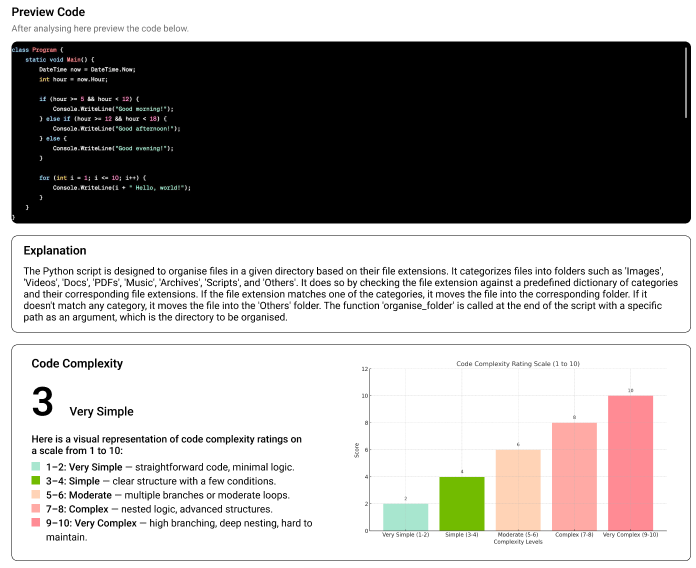 Preview Code
After analysing here preview the code below.
class Program {
static void Main() {
DateTime now = DateTime.Now;
int hour = now.Hour;
if (hour >= 5 && hour < 12) {
Console.WriteLine("Good morning!");
} else if (hour >= 12 && hour < 18) {
Console.WriteLine("Good afternoon!");
} else {
Console.WriteLine("Good evening!");
}
for (int i = 1; i <= 10; i++) {
Console.WriteLine(i + " Hello, world!");
}
}
}
Explanation
The Python script is designed to organise files in a given directory based on their file extensions. It categorizes files into folders such as 'Images',
'Videos', 'Docs', 'PDFs', 'Music', 'Archives', 'Scripts', and 'Others'. It does so by checking the file extension against a predefined dictionary of categories
and their corresponding file extensions. If the file extension matches one of the categories, it moves the file into the corresponding folder. If it
doesn't match any category, it moves the file into the 'Others' folder. The function 'organise_folder' is called at the end of the script with a specific
path as an argument, which is the directory to be organised.
Code Complexity
3 Very Simple
Here is a visual representation of code complexity ratings on
a scale from 1 to 10:
1–2: Very Simple — straightforward code, minimal logic.
3–4: Simple — clear structure with a few conditions.
5–6: Moderate — multiple branches or moderate loops.
7–8: Complex — nested logic, advanced structures.
9–10: Very Complex — high branching, deep nesting, hard to
maintain.
Code Complexity Rating Scale (1 to 10)
12
10
8
6
4
2
0
Score
2
4
6
8
10
Very Simple (1-2)
Simple (3-4)
Moderate (5-6)
Complex (7-8)
Very Complex (9-10)
Complexity Levels